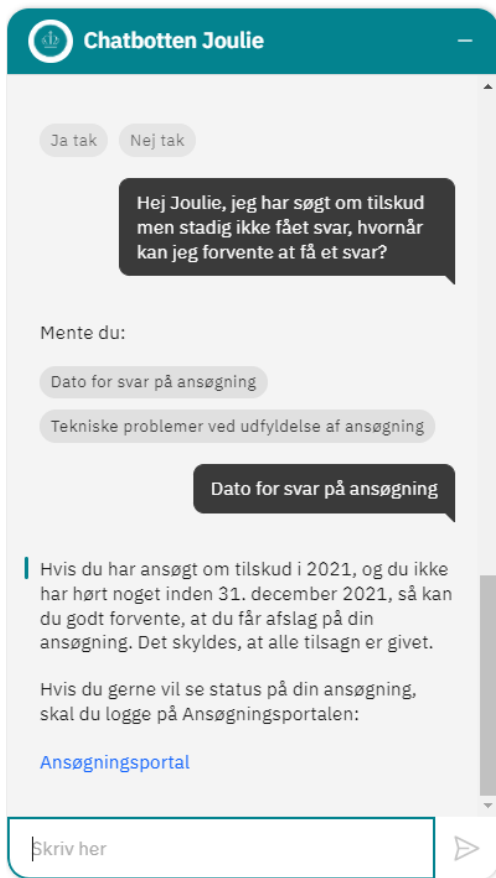 Chatbotten Joulie
Ja tak Nej tak
Hej Joulie, jeg har søgt om tilskud
men stadig ikke fået svar, hvornår
kan jeg forvente at få et svar?
Mente du:
Dato for svar på ansøgning
Tekniske problemer ved udfyldelse af ansøgning
Dato for svar på ansøgning
Hvis du har ansøgt om tilskud i 2021, og du ikke
har hørt noget inden 31. december 2021, så kan
du godt forvente, at du får afslag på din
ansøgning. Det skyldes, at alle tilsagn er givet.
Hvis du gerne vil se status på din ansøgning,
skal du logge på Ansøgningsportalen:
Ansøgningsportal
Skriv her